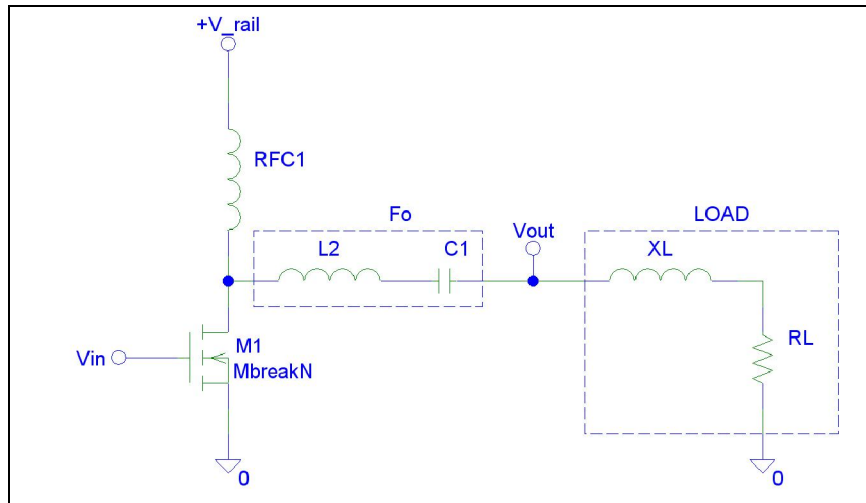 +V_rail
RFC1
Fo
L2
C1
Vout
LOAD
XL
RL
Vin
M1
MbreakN
0
0